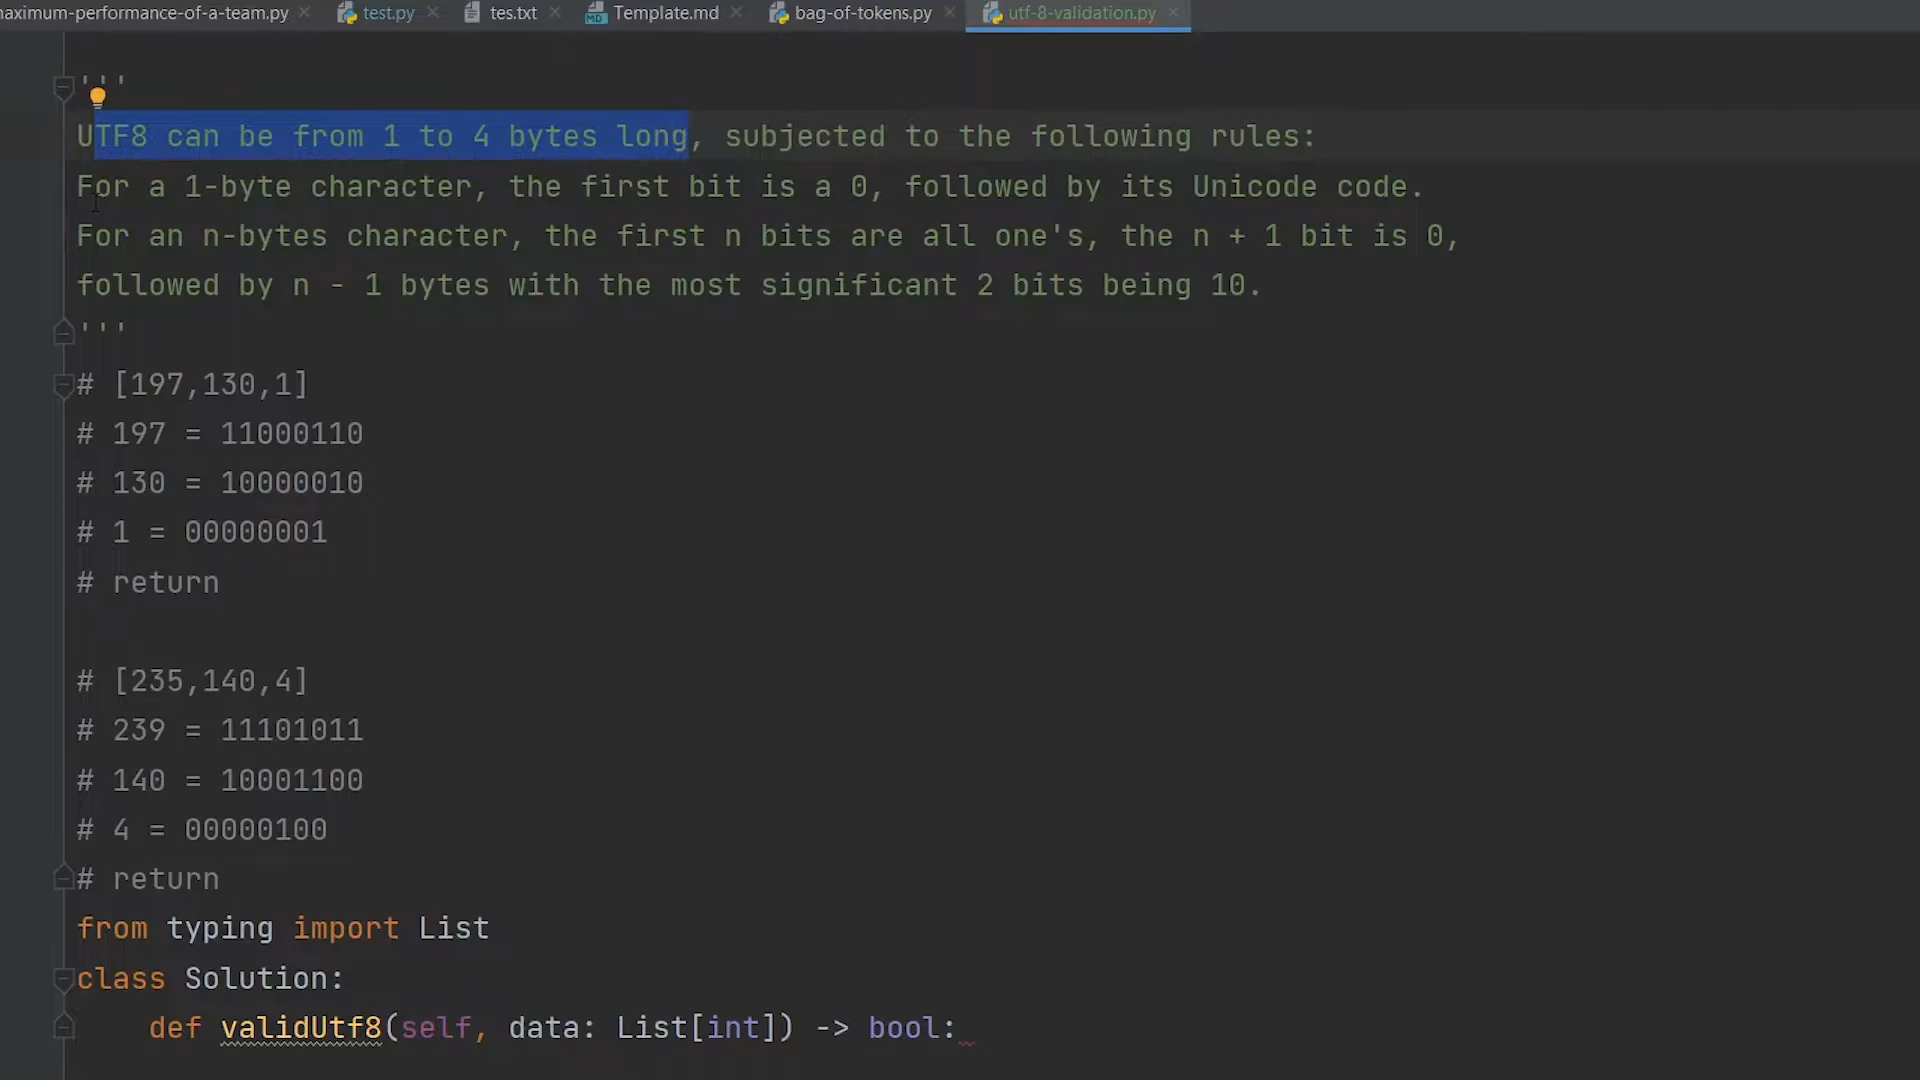 naximum-performance-of-a-team.py test.py tes.txt Template.md bag-of-tokens.py utf-8-validation.py
'''
UTF8 can be from 1 to 4 bytes long, subjected to the following rules:
For a 1-byte character, the first bit is a 0, followed by its Unicode code.
For an n-bytes character, the first n bits are all one's, the n + 1 bit is 0,
followed by n - 1 bytes with the most significant 2 bits being 10.
'''
# [197,130,1]
# 197 = 11000110
# 130 = 10000010
# 1 = 00000001
# return
# [235,140,4]
# 239 = 11101011
# 140 = 10001100
# 4 = 00000100
# return
from typing import List
class Solution:
def validUtf8(self, data: List[int]) -> bool: